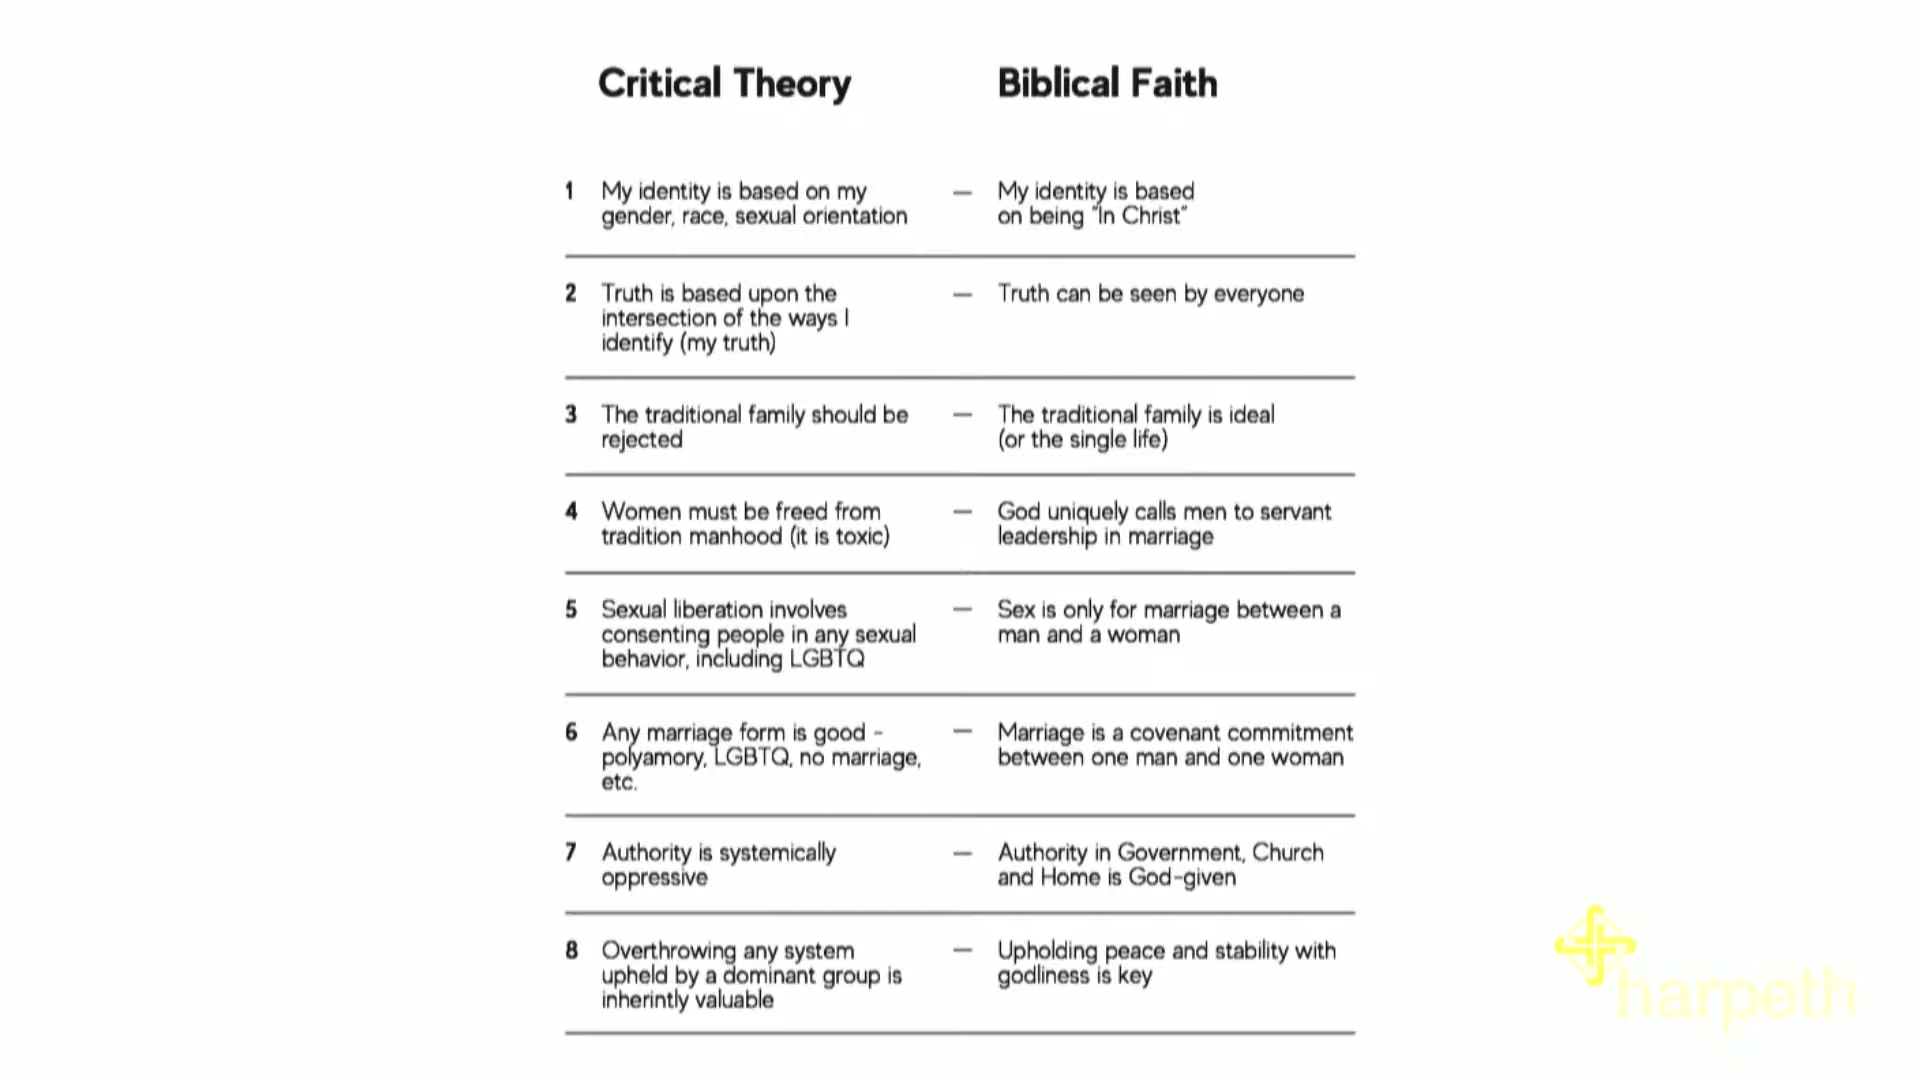 Critical Theory
Biblical Faith
1 My identity is based on my
gender, race, sexual orientation
— My identity is based
on being "In Christ"
2 Truth is based upon the
intersection of the ways I
identify (my truth)
— Truth can be seen by everyone
3 The traditional family should be
rejected
— The traditional family is ideal
(or the single life)
4 Women must be freed from
tradition manhood (it is toxic)
— God uniquely calls men to servant
leadership in marriage
5 Sexual liberation involves
consenting people in any sexual
behavior, including LGBTQ
— Sex is only for marriage between a
man and a woman
6 Any marriage form is good -
polyamory, LGBTQ, no marriage,
etc.
— Marriage is a covenant commitment
between one man and one woman
7 Authority is systemically
oppressive
— Authority in Government, Church
and Home is God-given
8 Overthrowing any system
upheld by a dominant group is
inherintly valuable
— Upholding peace and stability with
godliness is key
harpeth